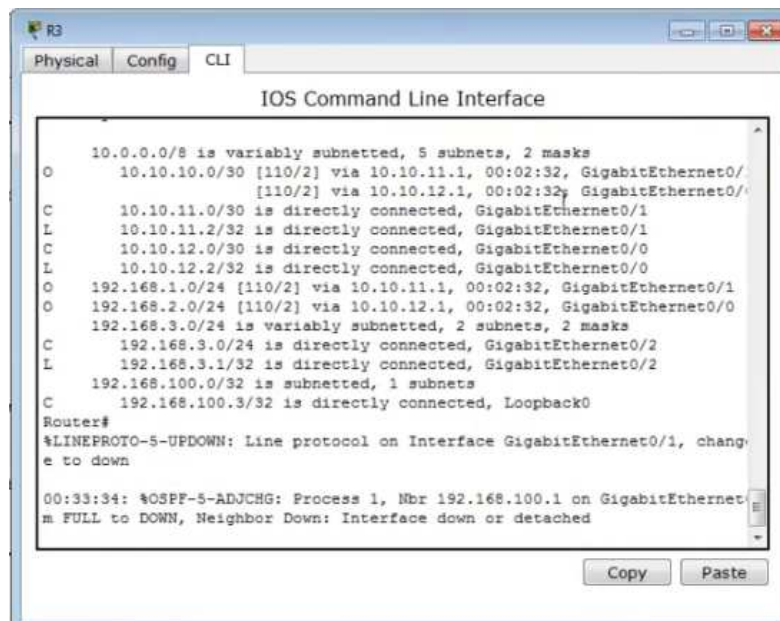 R3
Physical Config CLI
IOS Command Line Interface
10.0.0.0/8 is variably subnetted, 5 subnets, 2 masks
O 10.10.10.0/30 [110/2] via 10.10.11.1, 00:02:32, GigabitEthernet0/
[110/2] via 10.10.12.1, 00:02:32, GigabitEthernet0/
C 10.10.11.0/30 is directly connected, GigabitEthernet0/1
L 10.10.11.2/32 is directly connected, GigabitEthernet0/1
C 10.10.12.0/30 is directly connected, GigabitEthernet0/0
L 10.10.12.2/32 is directly connected, GigabitEthernet0/0
O 192.168.1.0/24 [110/2] via 10.10.11.1, 00:02:32, GigabitEthernet0/1
O 192.168.2.0/24 [110/2] via 10.10.12.1, 00:02:32, GigabitEthernet0/0
192.168.3.0/24 is variably subnetted, 2 subnets, 2 masks
C 192.168.3.0/24 is directly connected, GigabitEthernet0/2
L 192.168.3.1/32 is directly connected, GigabitEthernet0/2
192.168.100.0/32 is subnetted, 1 subnets
C 192.168.100.3/32 is directly connected, Loopback0
Router#
%LINEPROTO-5-UPDOWN: Line protocol on Interface GigabitEthernet0/1, chang
e to down
00:33:34: %OSPF-5-ADJCHG: Process 1, Nbr 192.168.100.1 on GigabitEthernet
m FULL to DOWN, Neighbor Down: Interface down or detached
Copy Paste